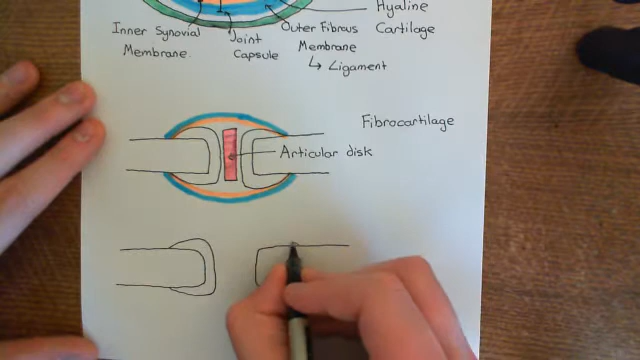 Hyaline
Cartilage
Inner Synovial
Membrane.
Joint
Capsule
Outer Fibrous
Membrane
↳ Ligament
Fibrocartilage
Articular disk